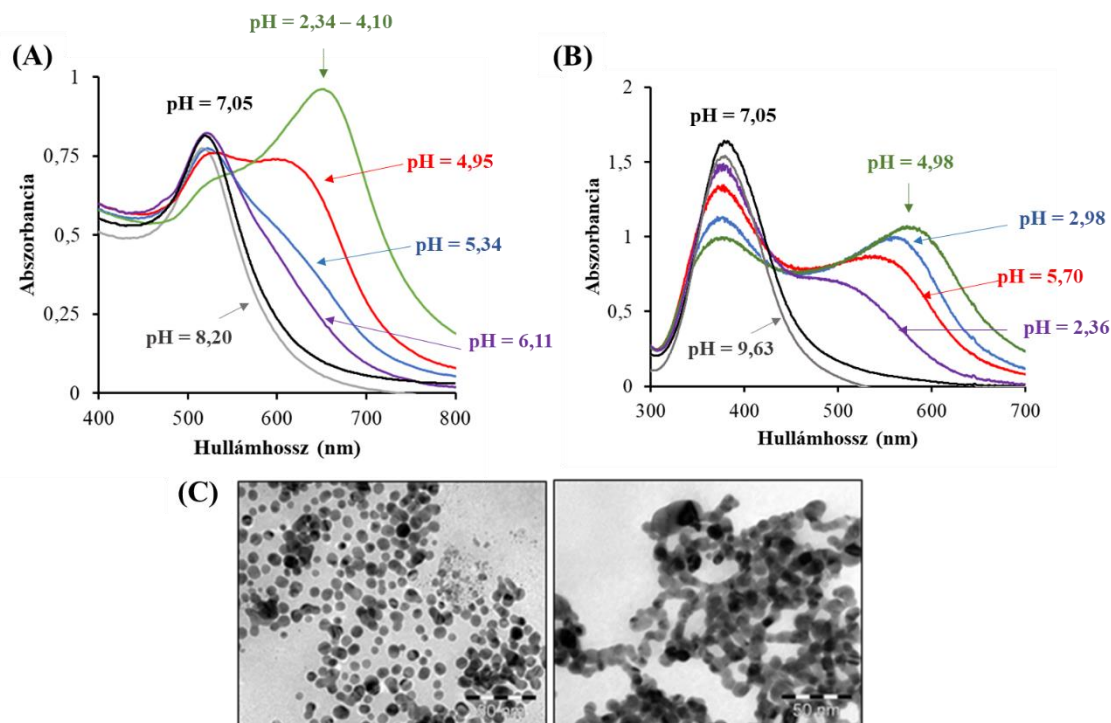 pH = 2,34 – 4,10
(A)
Abszorbancia
1
0,75
0,5
0,25
0
pH = 7,05
pH = 4,95
pH = 5,34
pH = 8,20
pH = 6,11
400 500 600 700 800
Hullámhossz (nm)
(B)
Abszorbancia
2
1,5
1
0,5
0
pH = 7,05
pH = 4,98
pH = 2,98
pH = 5,70
pH = 2,36
pH = 9,63
300 400 500 600 700
Hullámhossz (nm)
(C)
50 nm